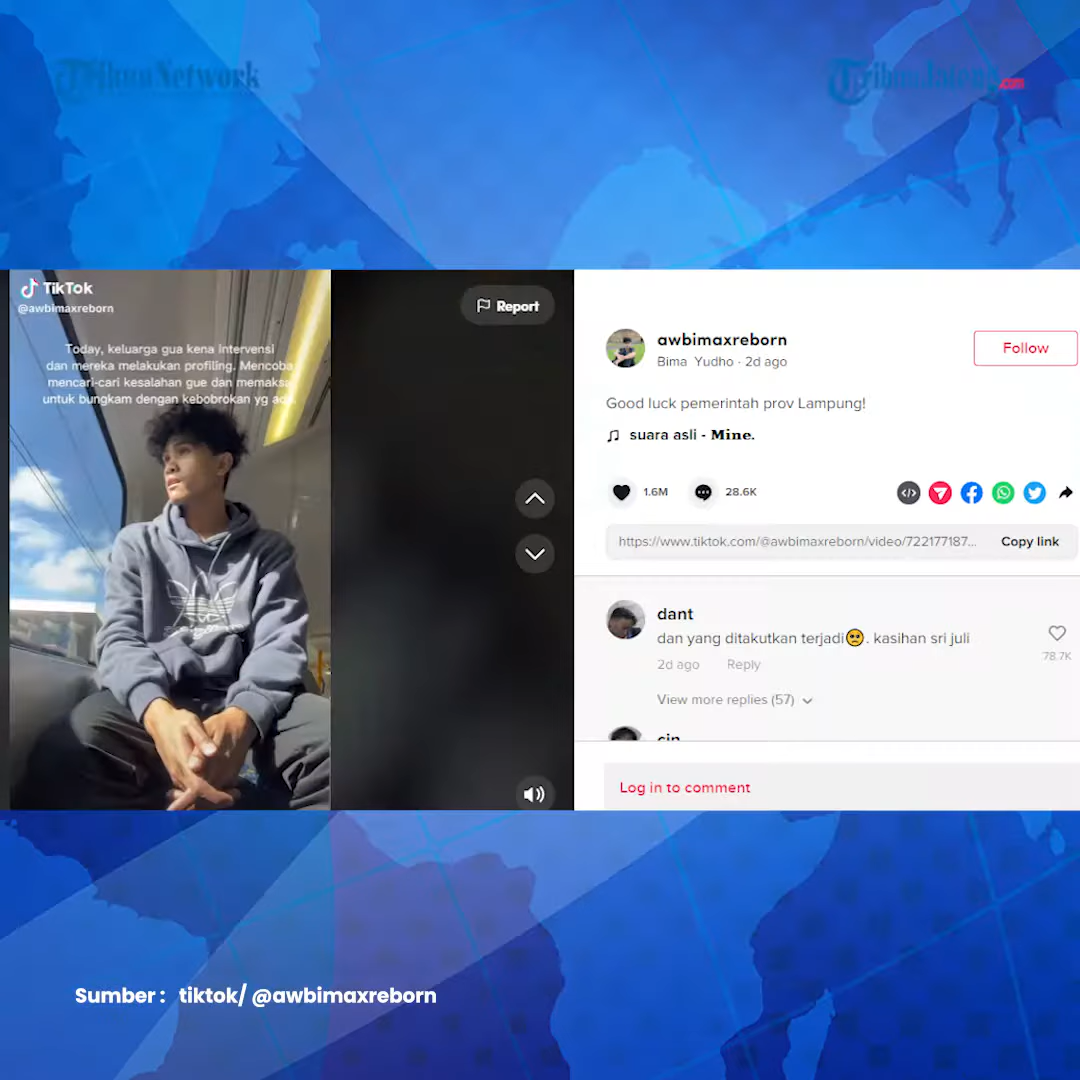 TribunNetwork
TribunJateng.com
TikTok
@awbimaxreborn
Today, keluarga gua kena intervensi
dan mereka melakukan profiling. Mencoba
mencari-cari kesalahan gue dan memaksa
untuk bungkam dengan kebobrokan yg ada.
Report
awbimaxreborn
Bima Yudho · 2d ago
Follow
Good luck pemerintah prov Lampung!
suara asli - Mine.
1.6M
28.6K
https://www.tiktok.com/@awbimaxreborn/video/722177187...
Copy link
dant
dan yang ditakutkan terjadi🥺. kasihan sri juli
78.7K
2d ago
Reply
View more replies (57)
cin
Log in to comment
Sumber : tiktok/ @awbimaxreborn